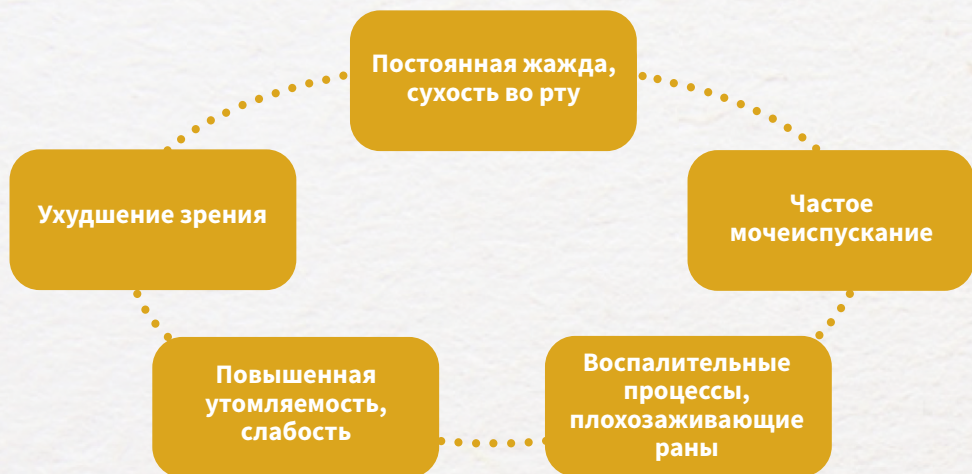 Постоянная жажда,
сухость во рту
Ухудшение зрения
Частое
мочеиспускание
Повышенная
утомляемость,
слабость
Воспалительные
процессы,
плохозаживающие
раны